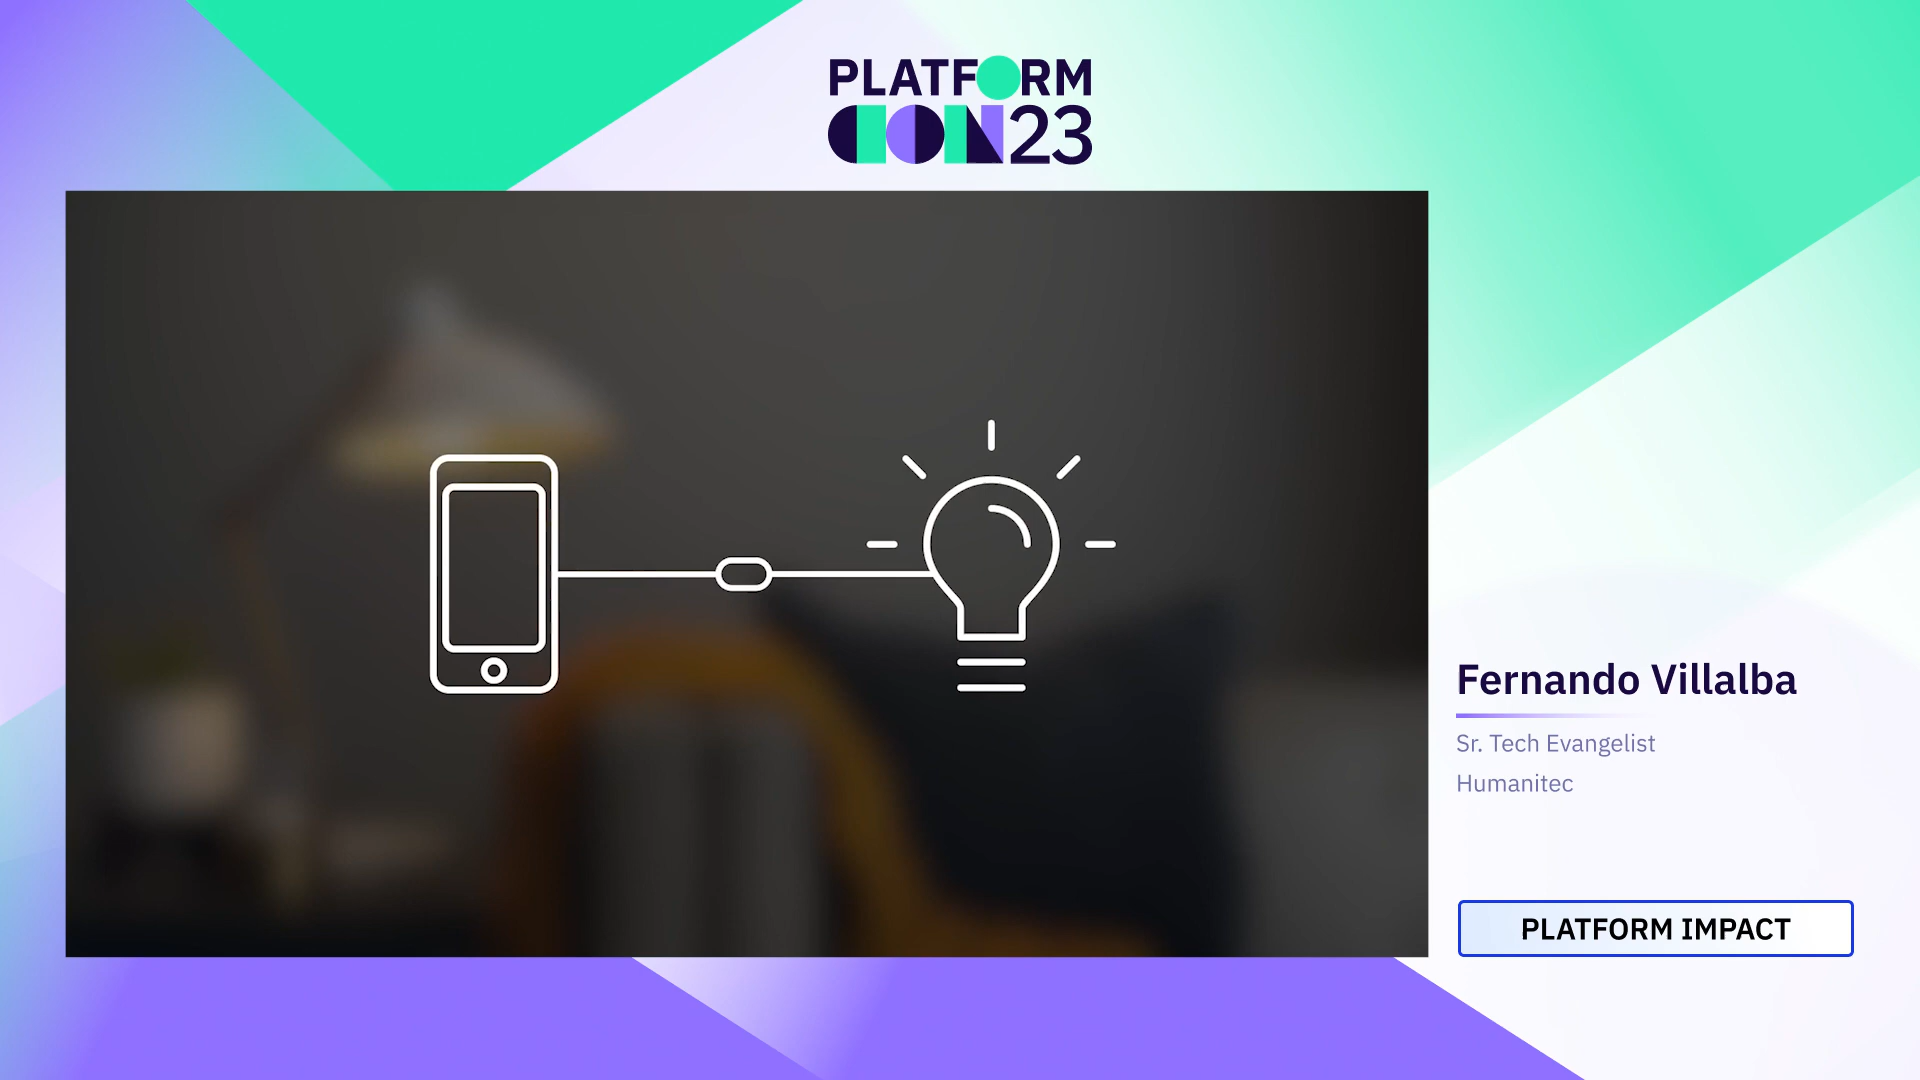 PLATFORM
CON23
Fernando Villalba
Sr. Tech Evangelist
Humanitec
PLATFORM IMPACT